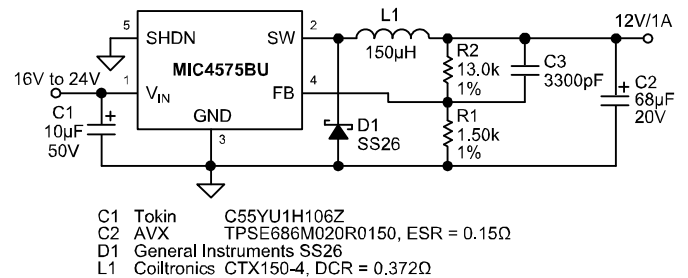 L1
12V/1A
5
SHDN
SW
2
150µH
R2
13.0k
1%
C3
3300pF
MIC4575BU
16V to 24V
1
VIN
FB
4
C2
68µF
20V
C1
10µF
50V
GND
3
D1
SS26
R1
1.50k
1%
C1 Tokin C55YU1H106Z
C2 AVX TPSE686M020R0150, ESR = 0.15Ω
D1 General Instruments SS26
L1 Coiltronics CTX150-4, DCR = 0.372Ω